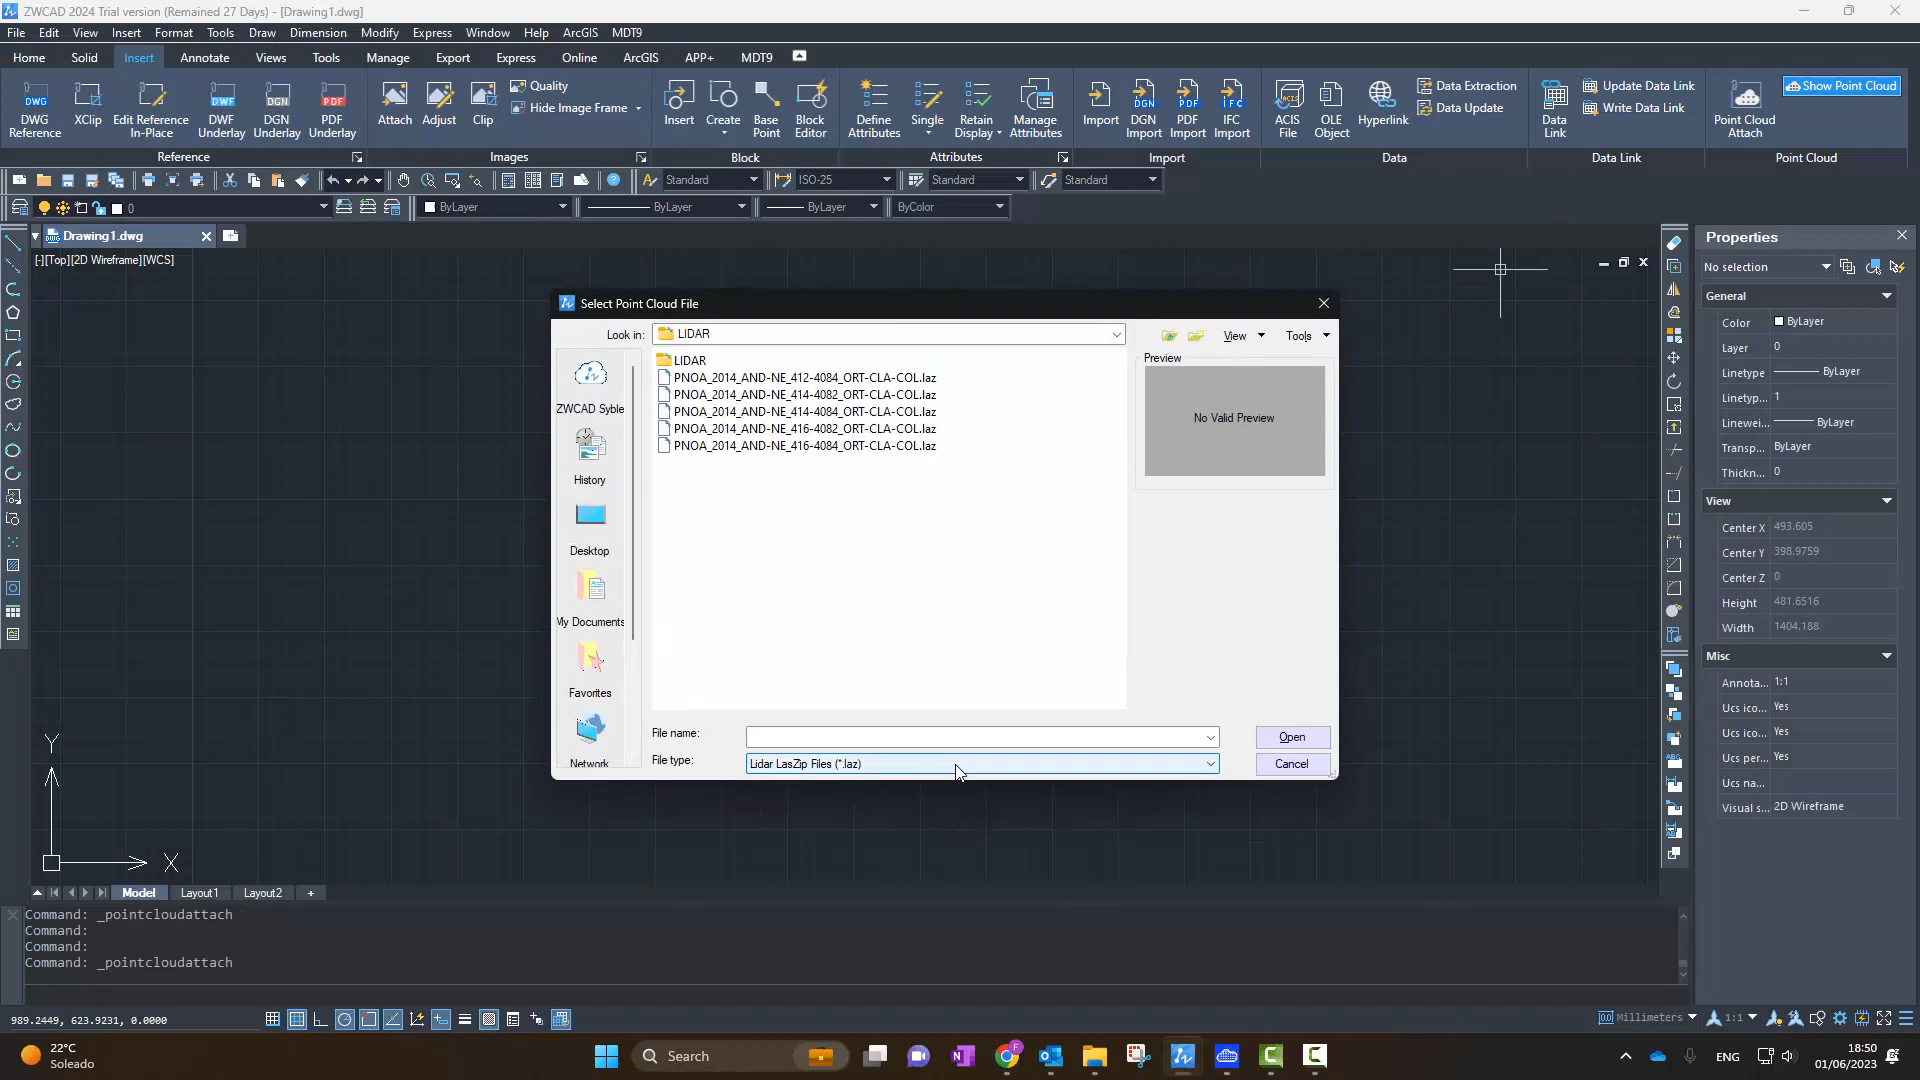 ZWCAD 2024 Trial version (Remained 27 Days) - [Drawing1.dwg]
File Edit View Insert Format Tools Draw Dimension Modify Express Window Help ArcGIS MDT9
Home Solid Insert Annotate Views Tools Manage Export Express Online ArcGIS APP+ MDT9
DWG Reference
XClip
Edit Reference In-Place
DWF Underlay
DGN Underlay
PDF Underlay
Attach
Adjust
Clip
Quality
Hide Image Frame
Insert
Create
Base Point
Block Editor
Define Attributes
Single
Retain Display
Manage Attributes
Import
DGN Import
PDF Import
IFC Import
ACIS File
OLE Object
Hyperlink
Data Extraction
Data Update
Data Link
Update Data Link
Write Data Link
Point Cloud Attach
Show Point Cloud
Reference Images Block Attributes Import Data Data Link Point Cloud
Standard ISO-25 Standard Standard
0 ByLayer ByLayer ByLayer ByColor
Drawing1.dwg
[-][Top][2D Wireframe][WCS]
Select Point Cloud File
Look in: LIDAR View Tools
ZWCAD Syble
History
Desktop
My Documents
Favorites
Network
LIDAR
PNOA_2014_AND-NE_412-4084_ORT-CLA-COL.laz
PNOA_2014_AND-NE_414-4082_ORT-CLA-COL.laz
PNOA_2014_AND-NE_414-4084_ORT-CLA-COL.laz
PNOA_2014_AND-NE_416-4082_ORT-CLA-COL.laz
PNOA_2014_AND-NE_416-4084_ORT-CLA-COL.laz
Preview
No Valid Preview
File name: Open
File type: Lidar LasZip Files (*.laz) Cancel
Properties
No selection
General
Color ByLayer
Layer 0
Linetype ByLayer
Linetyp... 1
Linewei... ByLayer
Transp... ByLayer
Thickn... 0
View
Center X 493.605
Center Y 398.9759
Center Z 0
Height 481.6516
Width 1404.188
Misc
Annota... 1:1
Ucs ico... Yes
Ucs ico... Yes
Ucs per... Yes
Ucs na...
Visual s... 2D Wireframe
Y
X
Model Layout1 Layout2 +
Command: _pointcloudattach
Command:
Command:
Command: _pointcloudattach
989.2449, 623.9231, 0.0000
Millimeters 1:1
22°C
Soleado
Search
ENG
18:50
01/06/2023